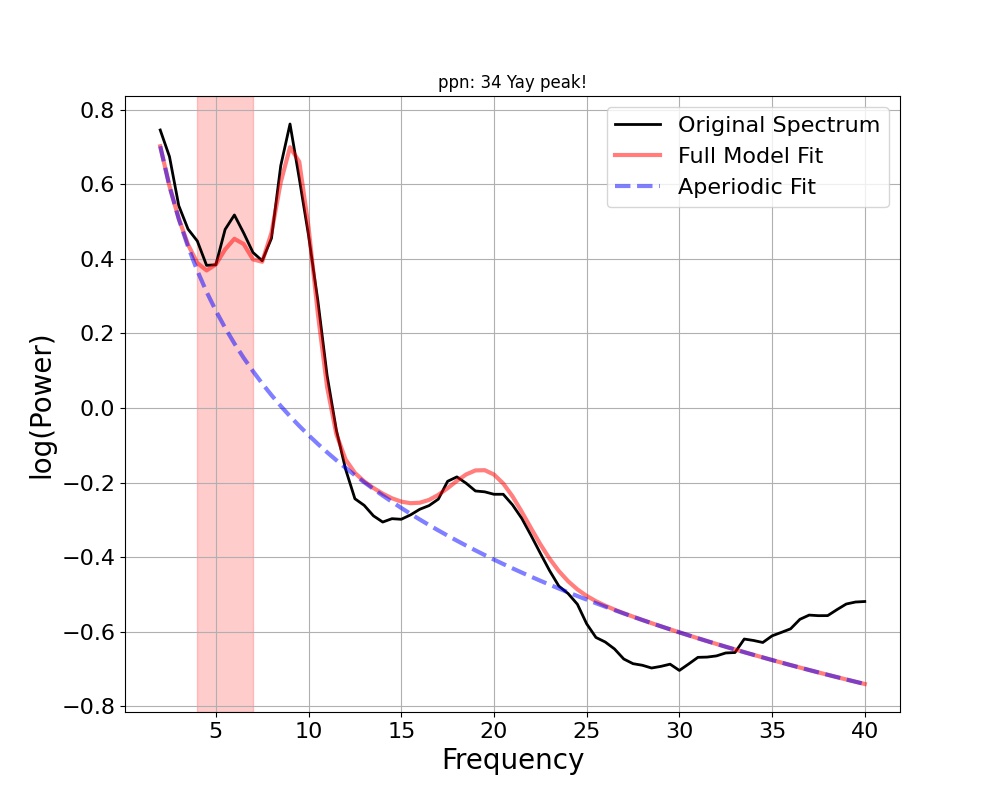 ppn: 34 Yay peak!
Original Spectrum
Full Model Fit
Aperiodic Fit
log(Power)
0.8
0.6
0.4
0.2
0.0
−0.2
−0.4
−0.6
−0.8
5 10 15 20 25 30 35 40
Frequency